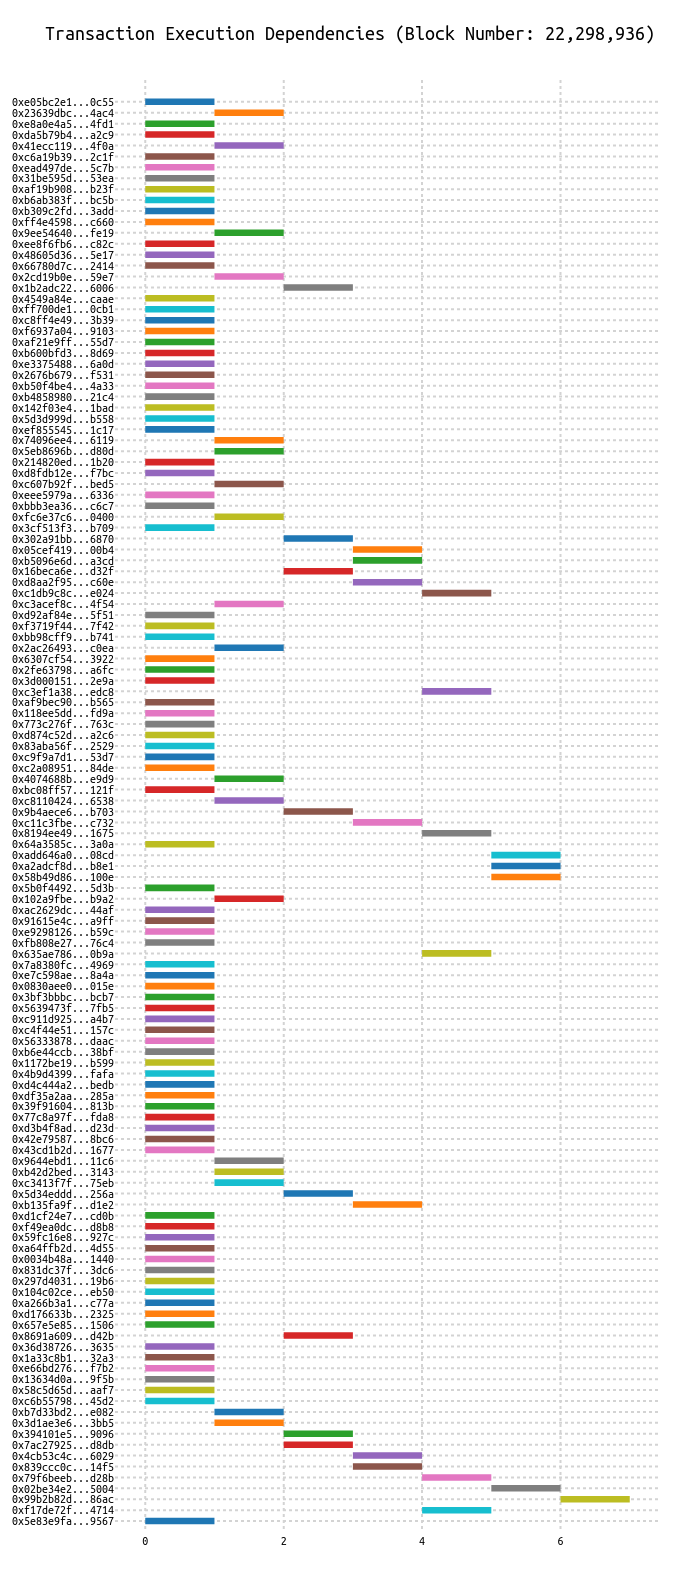 Transaction Execution Dependencies (Block Number: 22,298,936)
0xe05bc2e1...0c55
0x23639dbc...4ac4
0xe8a0e4a5...4fd1
0xda5b79b4...a2c9
0x41ecc119...4f0a
0xc6a19b39...2c1f
0xead497de...5c7b
0x31be595d...53ea
0xaf19b908...b23f
0xb6ab383f...bc5b
0xb309c2fd...3add
0xff4e4598...c660
0x9ee54640...fe19
0xee8f6fb6...c82c
0x48605d36...5e17
0x66780d7c...2414
0x2cd19b0e...59e7
0x1b2adc22...6006
0x4549a84e...caae
0xff700de1...0cb1
0xc8ff4e49...3b39
0xf6937a04...9103
0xaf21e9ff...55d7
0xb600bfd3...8d69
0xe3375488...6a0d
0x2676b679...f531
0xb50f4be4...4a33
0xb4858980...21c4
0x142f03e4...1bad
0x5d3d999d...b558
0xef855545...1c17
0x74096ee4...6119
0x5eb8696b...d80d
0x214820ed...1b20
0xd8fdb12e...f7bc
0xc607b92f...bed5
0xeee5979a...6336
0xbbb3ea36...c6c7
0xfc6e37c6...0400
0x3cf513f3...b709
0x302a91bb...6870
0x05cef419...00b4
0xb5096e6d...a3cd
0x16beca6e...d32f
0xd8aa2f95...c60e
0xc1db9c8c...e024
0xc3acef8c...4f54
0xd92af84e...5f51
0xf3719f44...7f42
0xbb98cff9...b741
0x2ac26493...c0ea
0x6307cf54...3922
0x2fe63798...a6fc
0x3d000151...2e9a
0xc3ef1a38...edc8
0xaf9bec90...b565
0x118ee5dd...fd9a
0x773c276f...763c
0xd874c52d...a2c6
0x83aba56f...2529
0xc9f9a7d1...53d7
0xc2a08951...84de
0x4074688b...e9d9
0xbc08ff57...121f
0xc8110424...6538
0x9b4aece6...b703
0xc11c3fbe...c732
0x8194ee49...1675
0x64a3585c...3a0a
0xadd646a0...08cd
0xa2adcf8d...b8e1
0x58b49d86...100e
0x5b0f4492...5d3b
0x102a9fbe...b9a2
0xac2629dc...44af
0x91615e4c...a9ff
0xe9298126...b59c
0xfb808e27...76c4
0x635ae786...0b9a
0x7a8380fc...4969
0xe7c598ae...8a4a
0x0830aee0...015e
0x3bf3bbbc...bcb7
0x5639473f...7fb5
0xc911d925...a4b7
0xc4f44e51...157c
0x56333878...daac
0xb6e44ccb...38bf
0x1172be19...b599
0x4b9d4399...fafa
0xd4c444a2...bedb
0xdf35a2aa...285a
0x39f91604...813b
0x77c8a97f...fda8
0xd3b4f8ad...d23d
0x42e79587...8bc6
0x43cd1b2d...1677
0x9644ebd1...11c6
0xb42d2bed...3143
0xc3413f7f...75eb
0x5d34eddd...256a
0xb135fa9f...d1e2
0xd1cf24e7...cd0b
0xf49ea0dc...d8b8
0x59fc16e8...927c
0xa64ffb2d...4d55
0x0034b48a...1440
0x831dc37f...3dc6
0x297d4031...19b6
0x104c02ce...eb50
0xa266b3a1...c77a
0xd176633b...2325
0x657e5e85...1506
0x8691a609...d42b
0x36d38726...3635
0x1a33c8b1...32a3
0xe66bd276...f7b2
0x13634d0a...9f5b
0x58c5d65d...aaf7
0xc6b55798...45d2
0xb7d33bd2...e082
0x3d1ae3e6...3bb5
0x394101e5...9096
0x7ac27925...d8db
0x4cb53c4c...6029
0x839ccc0c...14f5
0x79f6beeb...d28b
0x02be34e2...5004
0x99b2b82d...86ac
0xf17de72f...4714
0x5e83e9fa...9567
0 2 4 6